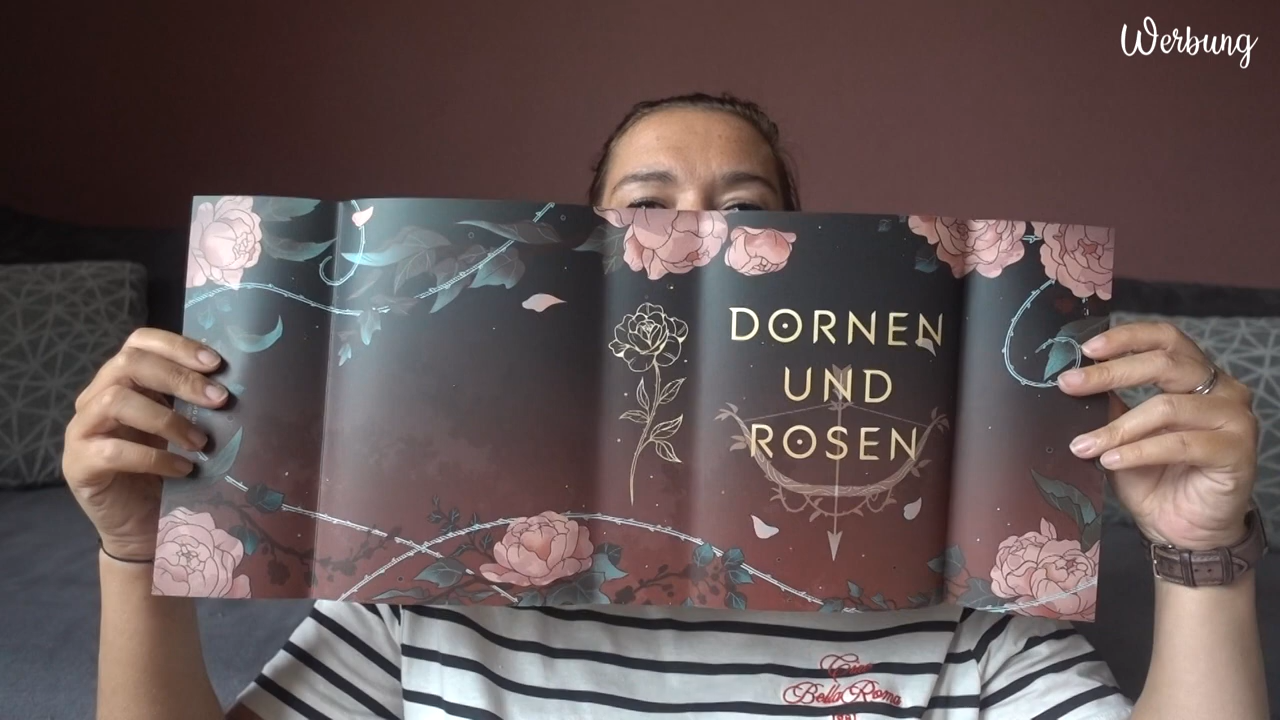 Werbung
DORNEN
UND
ROSEN
Ciao
Bella Roma